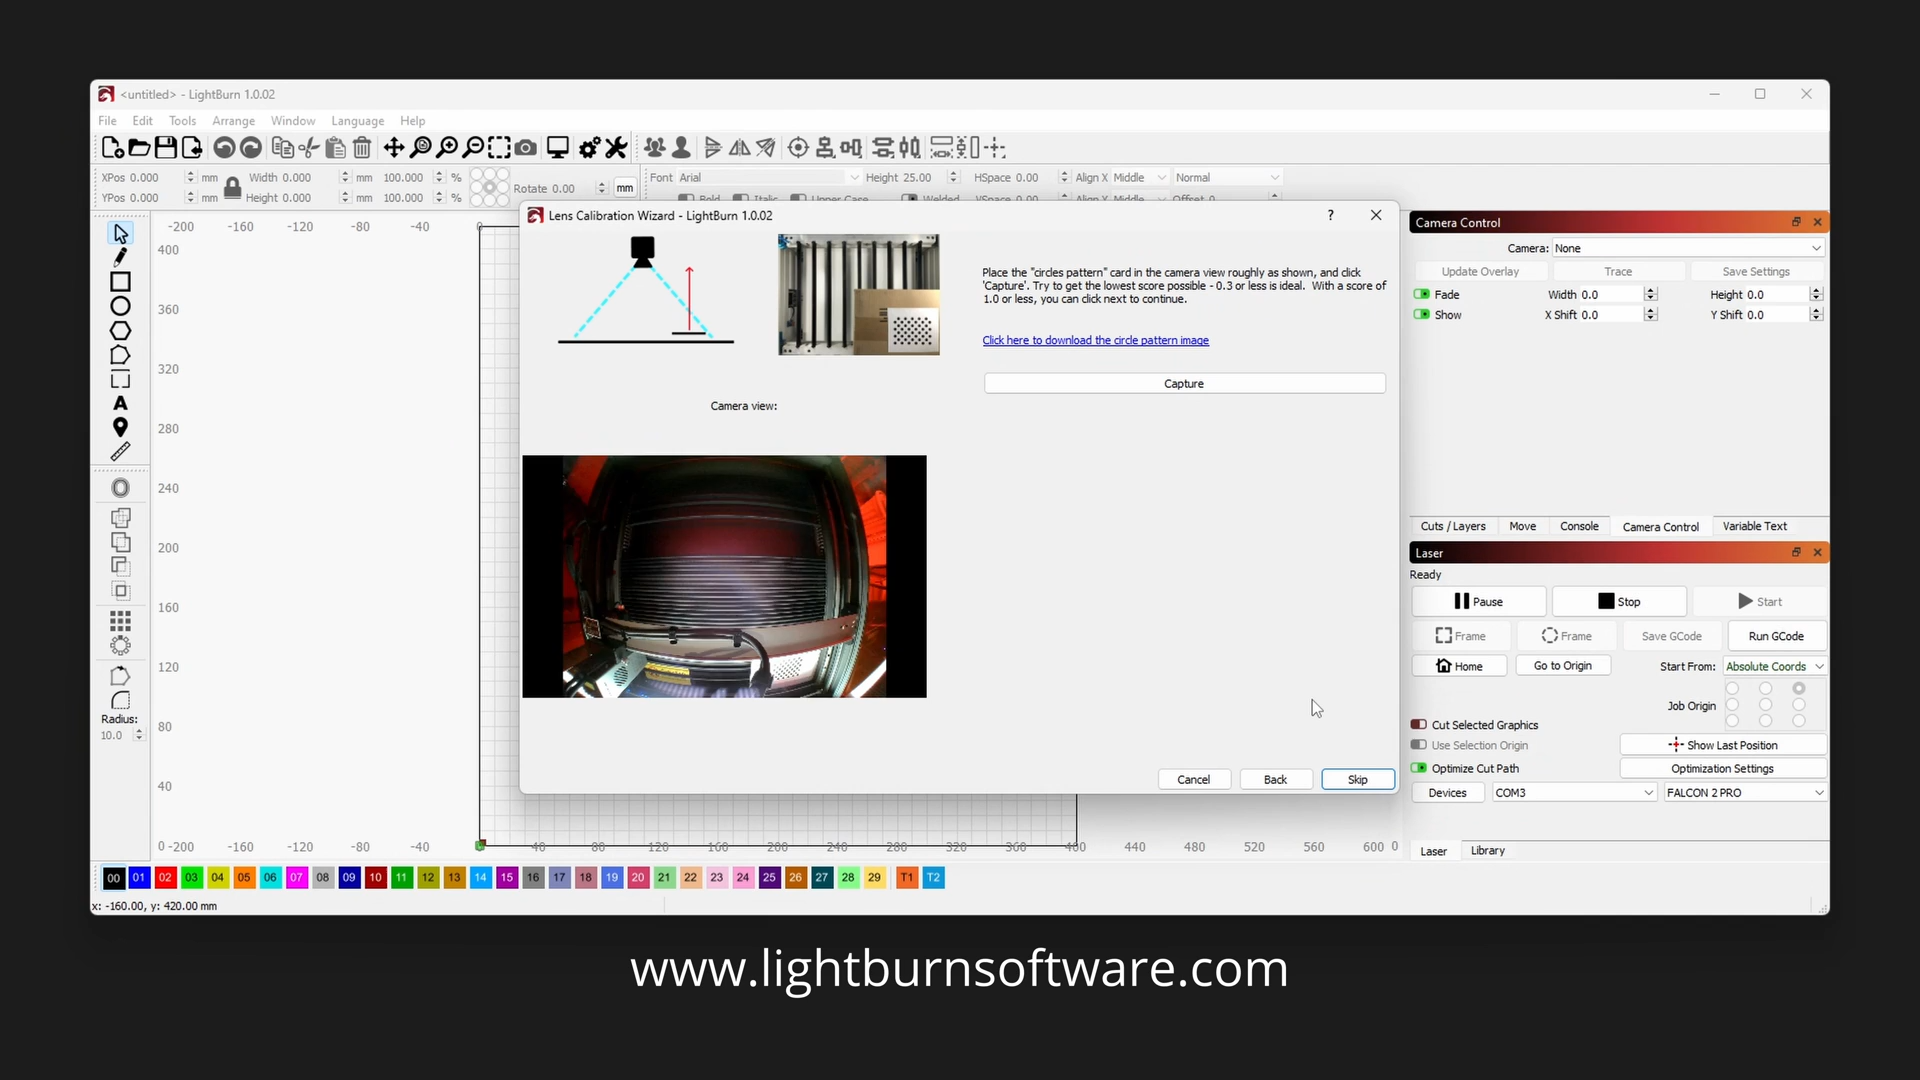 <untitled> - LightBurn 1.0.02
File Edit Tools Arrange Window Language Help
XPos 0.000 mm Width 0.000 mm 100.000 %
YPos 0.000 mm Height 0.000 mm 100.000 %
Rotate 0.00 mm
Font Arial Height 25.00 HSpace 0.00 Align X Middle Normal
Bold Italic Upper Case Welded VSpace 0.00 Align Y Middle Offset 0
Lens Calibration Wizard - LightBurn 1.0.02 ?
Place the "circles pattern" card in the camera view roughly as shown, and click
'Capture'. Try to get the lowest score possible - 0.3 or less is ideal. With a score of
1.0 or less, you can click next to continue.
Click here to download the circle pattern image
Capture
Camera view:
Cancel Back Skip
-200 -160 -120 -80 -40 0
400
360
320
280
240
200
160
120
80
40
0 -200 -160 -120 -80 -40 40 80 120 160 200 240 280 320 360 400 440 480 520 560 600 0
A
Radius:
10.0
Camera Control
Camera: None
Update Overlay Trace Save Settings
Fade Width 0.0 Height 0.0
Show X Shift 0.0 Y Shift 0.0
Cuts / Layers Move Console Camera Control Variable Text
Laser
Ready
Pause Stop Start
Frame Frame Save GCode Run GCode
Home Go to Origin Start From: Absolute Coords
Job Origin
Cut Selected Graphics
Use Selection Origin Show Last Position
Optimize Cut Path Optimization Settings
Devices COM3 FALCON 2 PRO
Laser Library
00 01 02 03 04 05 06 07 08 09 10 11 12 13 14 15 16 17 18 19 20 21 22 23 24 25 26 27 28 29 T1 T2
x: -160.00, y: 420.00 mm
www.lightburnsoftware.com